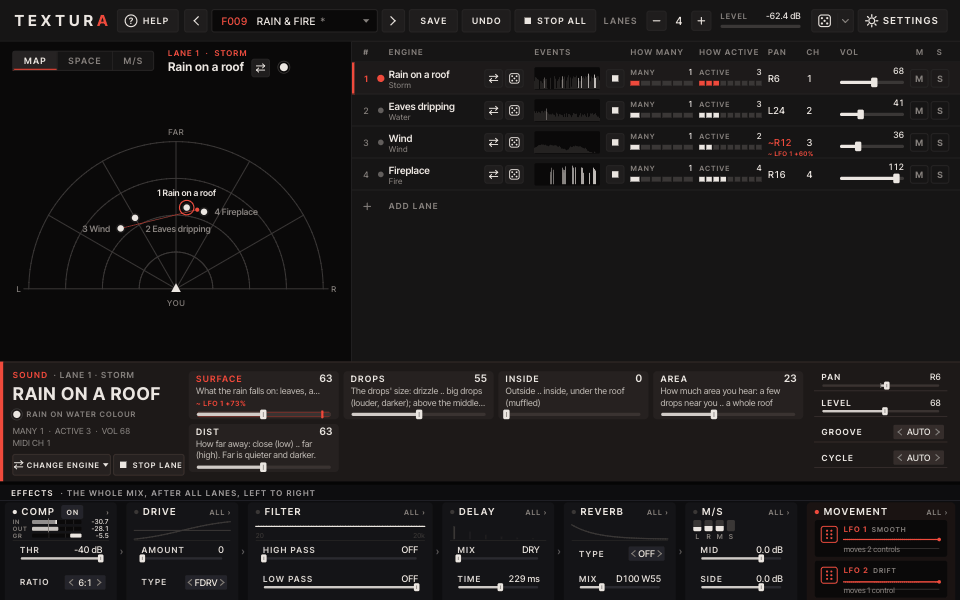 TEXTURA
HELP
F009 RAIN & FIRE *
SAVE
UNDO
STOP ALL
LANES
4
LEVEL -62.4 dB
SETTINGS
MAP SPACE M/S
LANE 1 · STORM
Rain on a roof
FAR
1 Rain on a roof
4 Fireplace
3 Wind
2 Eaves dripping
L
R
YOU
# ENGINE EVENTS HOW MANY HOW ACTIVE PAN CH VOL M S
1 Rain on a roof MANY 1 ACTIVE 3 R6 1 68 M S
Storm
2 Eaves dripping MANY 1 ACTIVE 3 L24 2 41 M S
Water
3 Wind MANY 1 ACTIVE 2 ~R12 3 36 M S
Wind ~ LFO 1 +60%
4 Fireplace MANY 1 ACTIVE 4 R16 4 112 M S
Fire
+ ADD LANE
SOUND · LANE 1 · STORM
RAIN ON A ROOF
RAIN ON WATER COLOUR
MANY 1 · ACTIVE 3 · VOL 68
MIDI CH 1
CHANGE ENGINE
STOP LANE
SURFACE 63
What the rain falls on: leaves, a...
~ LFO 1 +73%
DROPS 55
The drops' size: drizzle .. big drops
(louder, darker); above the middle...
INSIDE 0
Outside .. inside, under the roof
(muffled)
AREA 23
How much area you hear: a few
drops near you .. a whole roof
DIST 63
How far away: close (low) .. far
(high). Far is quieter and darker.
PAN R6
LEVEL 68
GROOVE < AUTO >
CYCLE < AUTO >
EFFECTS · THE WHOLE MIX, AFTER ALL LANES, LEFT TO RIGHT
COMP ON ›
IN -30.7
OUT -28.1
GR -5.5
THR -40 dB
RATIO < 6:1 >
DRIVE ALL ›
AMOUNT 0
TYPE < FDRV >
FILTER ALL ›
20 20k
HIGH PASS OFF
LOW PASS OFF
DELAY ALL ›
MIX DRY
TIME 229 ms
REVERB ALL ›
TYPE < OFF >
MIX D100 W55
M/S ALL ›
L R M S
MID 0.0 dB
SIDE 0.0 dB
MOVEMENT ALL ›
LFO 1 SMOOTH
moves 2 controls
LFO 2 DRIFT
moves 1 control